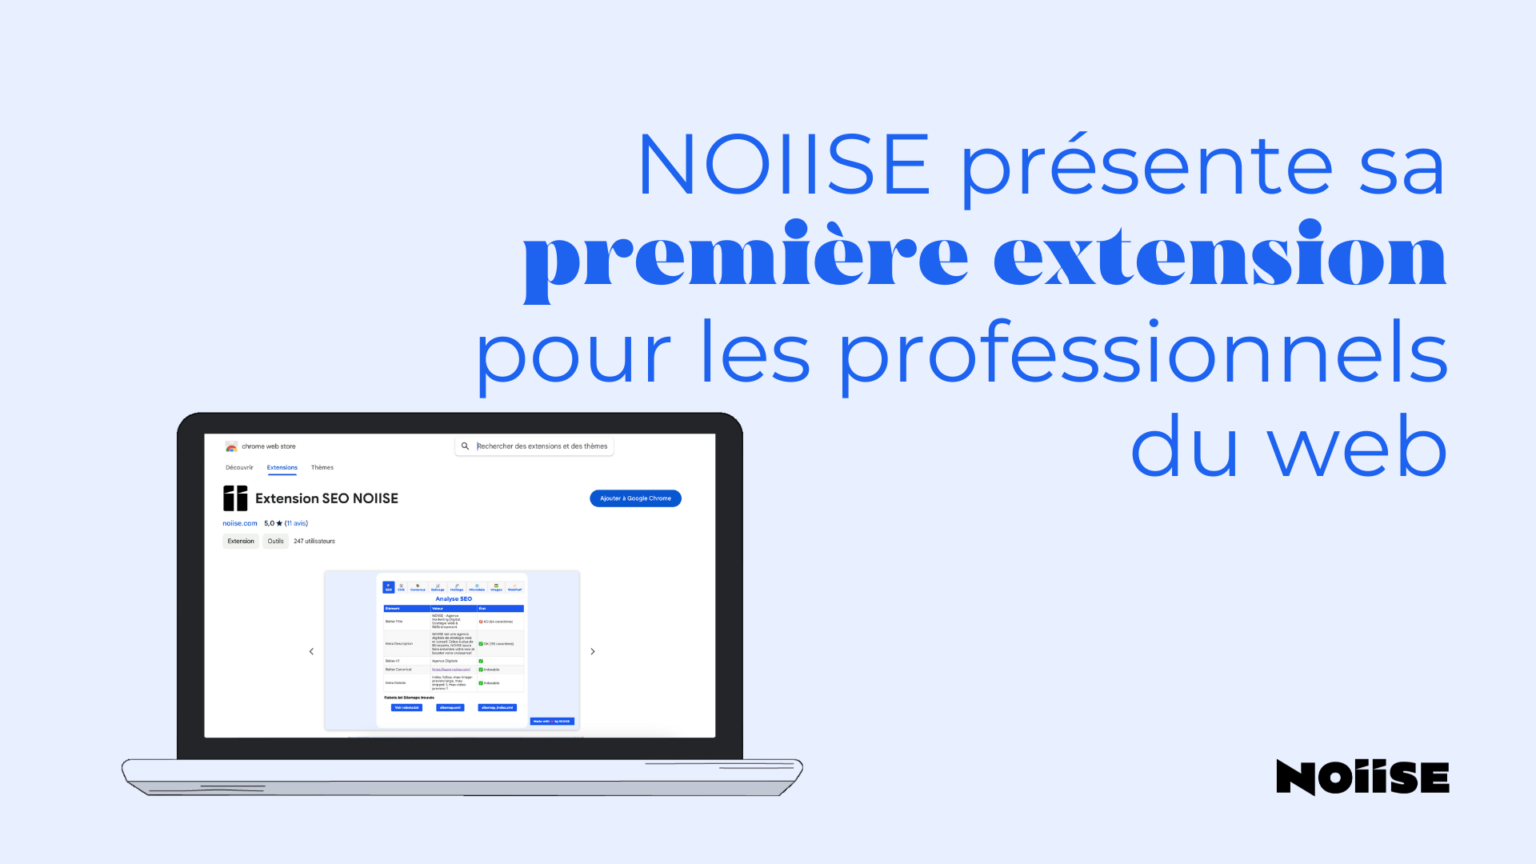 NOIISE présente sa
première extension
pour les professionnels
du web
chrome web store
Rechercher des extensions et des thèmes
Découvrir Extensions Thèmes
Extension SEO NOIISE
Ajouter à Google Chrome
noiise.com 5,0 ★ (11 avis)
Extension Outils 247 utilisateurs
Analyse SEO
NOIISE